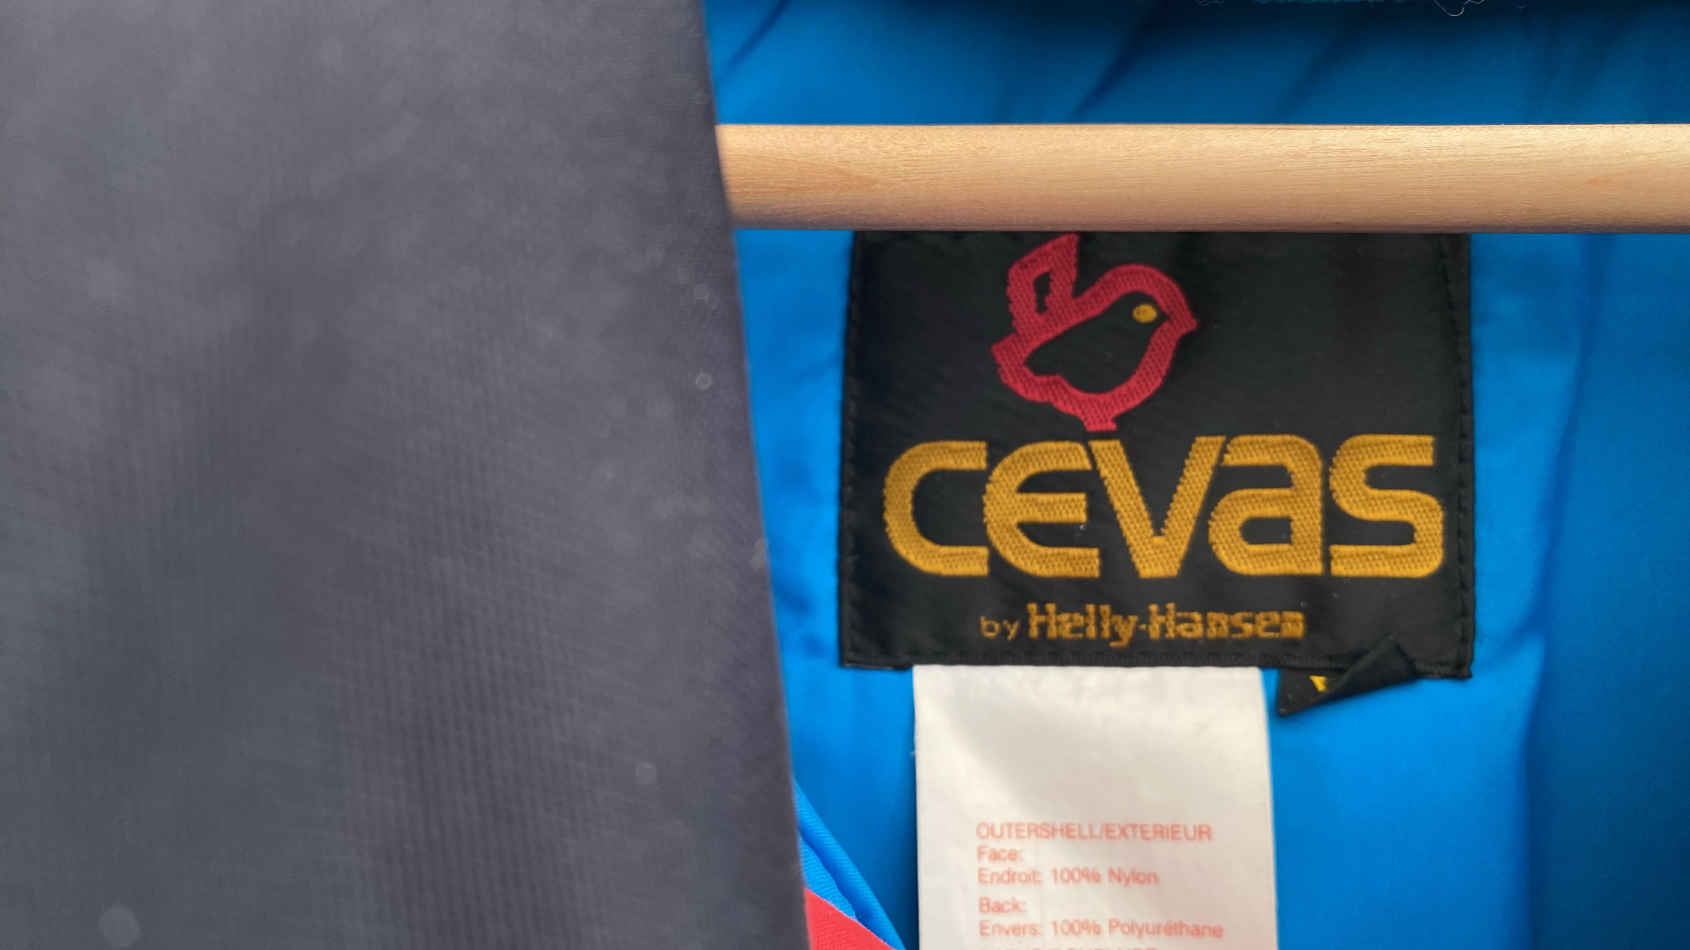 CEVAS
by Helly-Hansen
OUTERSHELL/EXTERIEUR
Face:
Endroit: 100% Nylon
Back:
Envers: 100% Polyuréthane